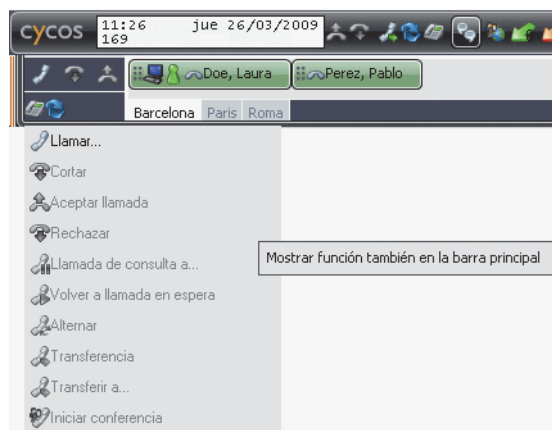 cycos 11:26 jue 26/03/2009
169
Doe, Laura Perez, Pablo
Barcelona Paris Roma
Llamar...
Cortar
Aceptar llamada
Rechazar
Llamada de consulta a...
Mostrar función también en la barra principal
Volver a llamada en espera
Alternar
Transferencia
Transferir a...
Iniciar conferencia